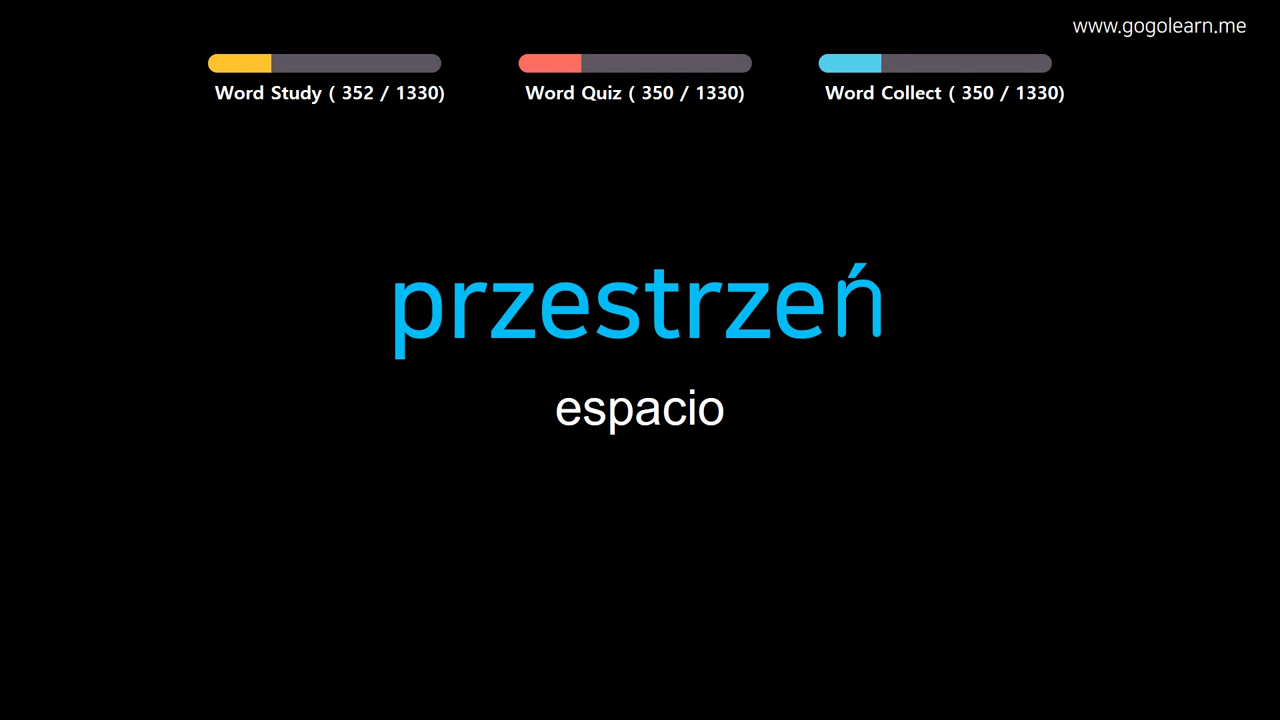 www.gogolearn.me
Word Study ( 352 / 1330)
Word Quiz ( 350 / 1330)
Word Collect ( 350 / 1330)
przestrzeń
espacio